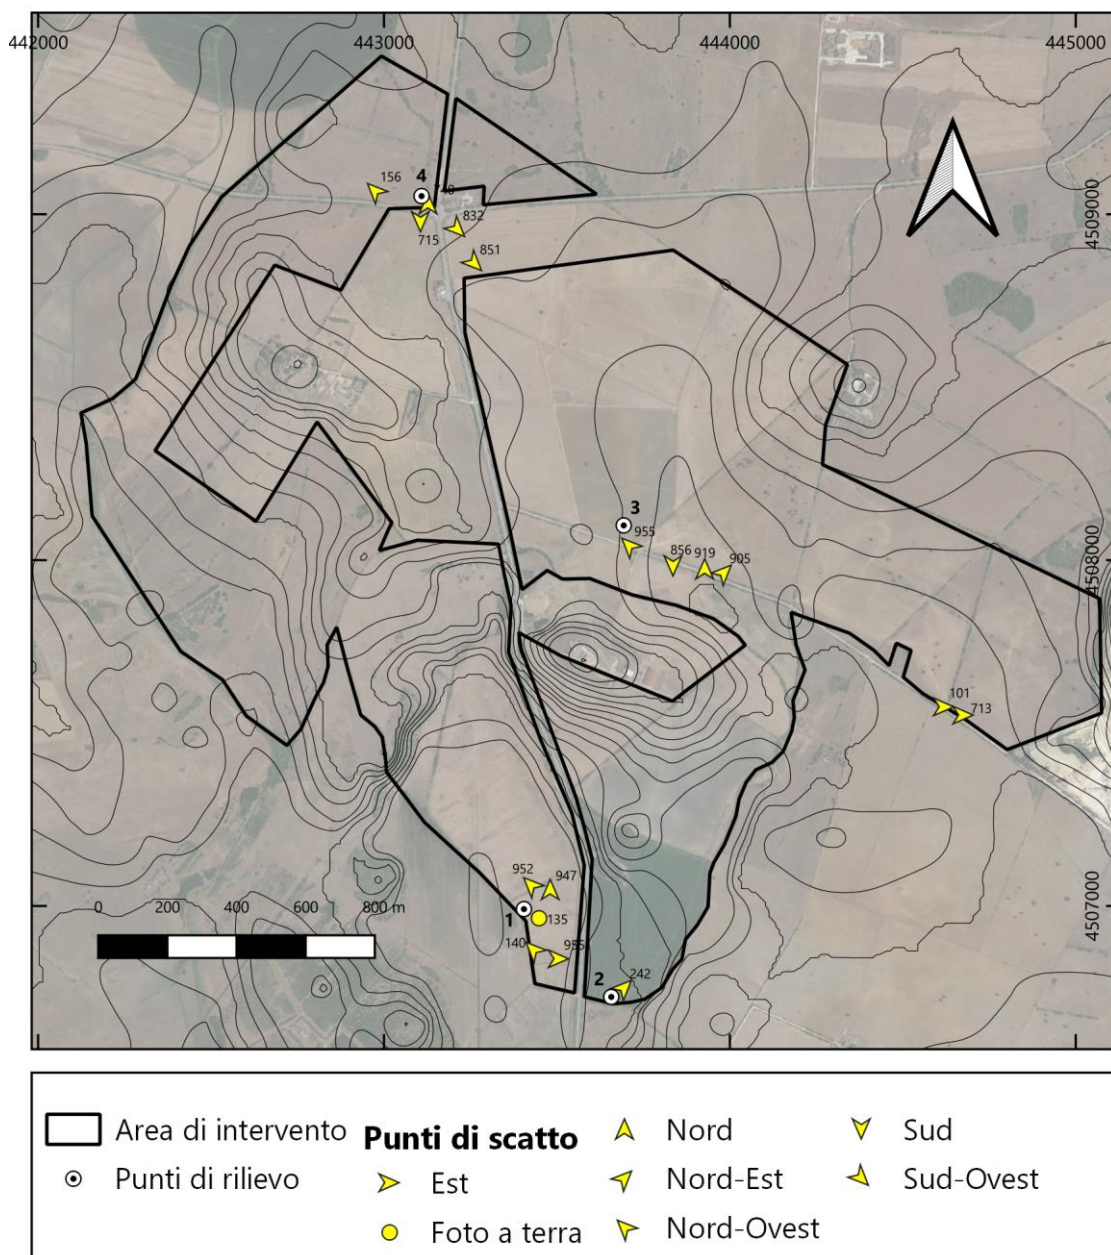 442000 443000 444000 445000
156
4
740
832
715
851
4509000
3
955
856 919 905
4508000
101
713
952 947
0 200 400 600 800 m
1 135
4507000
140 955
2 242
Area di intervento
Punti di rilievo
Punti di scatto
Est
Foto a terra
Nord
Nord-Est
Nord-Ovest
Sud
Sud-Ovest